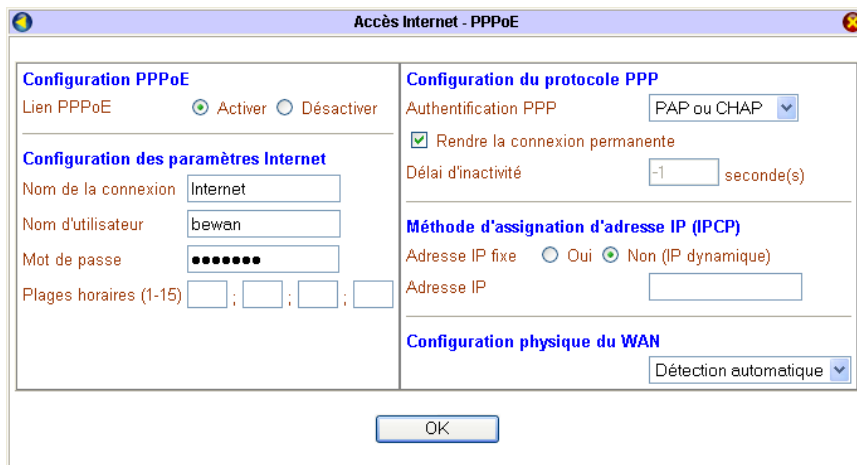 Accès Internet - PPPoE
Configuration PPPoE
Lien PPPoE Activer Désactiver
Configuration des paramètres Internet
Nom de la connexion Internet
Nom d'utilisateur bewan
Mot de passe •••••••
Plages horaires (1-15) ; ; ;
Configuration du protocole PPP
Authentification PPP PAP ou CHAP
Rendre la connexion permanente
Délai d'inactivité -1 seconde(s)
Méthode d'assignation d'adresse IP (IPCP)
Adresse IP fixe Oui Non (IP dynamique)
Adresse IP
Configuration physique du WAN
Détection automatique
OK